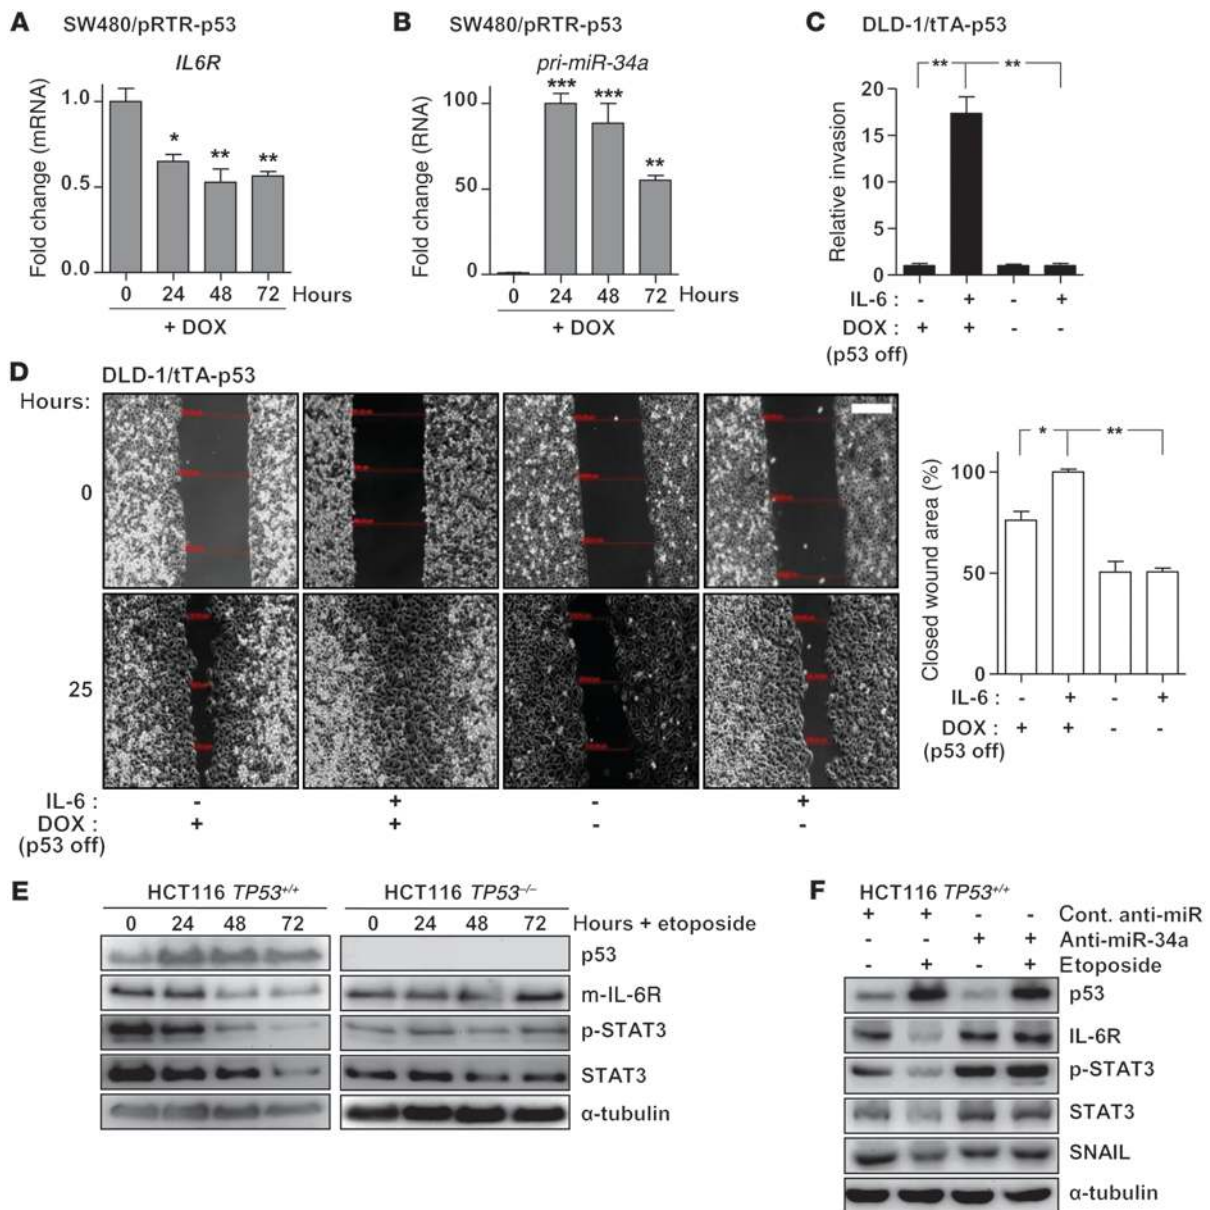 A SW480/pRTR-p53
IL6R
Fold change (mRNA)
1.0
0.5
0.0
* ** **
0 24 48 72 Hours
+ DOX
B SW480/pRTR-p53
pri-miR-34a
Fold change (RNA)
100
50
0
*** *** **
0 24 48 72 Hours
+ DOX
C DLD-1/tTA-p53
** **
Relative invasion
20
15
10
5
0
IL-6 : - + - +
DOX : + + - -
(p53 off)
D DLD-1/tTA-p53
Hours:
0
25
IL-6 : - + - +
DOX : + + - -
(p53 off)
* **
Closed wound area (%)
100
50
0
IL-6 : - + - +
DOX : + + - -
(p53 off)
E HCT116 TP53+/+ HCT116 TP53–/–
0 24 48 72 0 24 48 72 Hours + etoposide
p53
m-IL-6R
p-STAT3
STAT3
α-tubulin
F HCT116 TP53+/+
+ + - - Cont. anti-miR
- - + + Anti-miR-34a
- + - + Etoposide
p53
IL-6R
p-STAT3
STAT3
SNAIL
α-tubulin